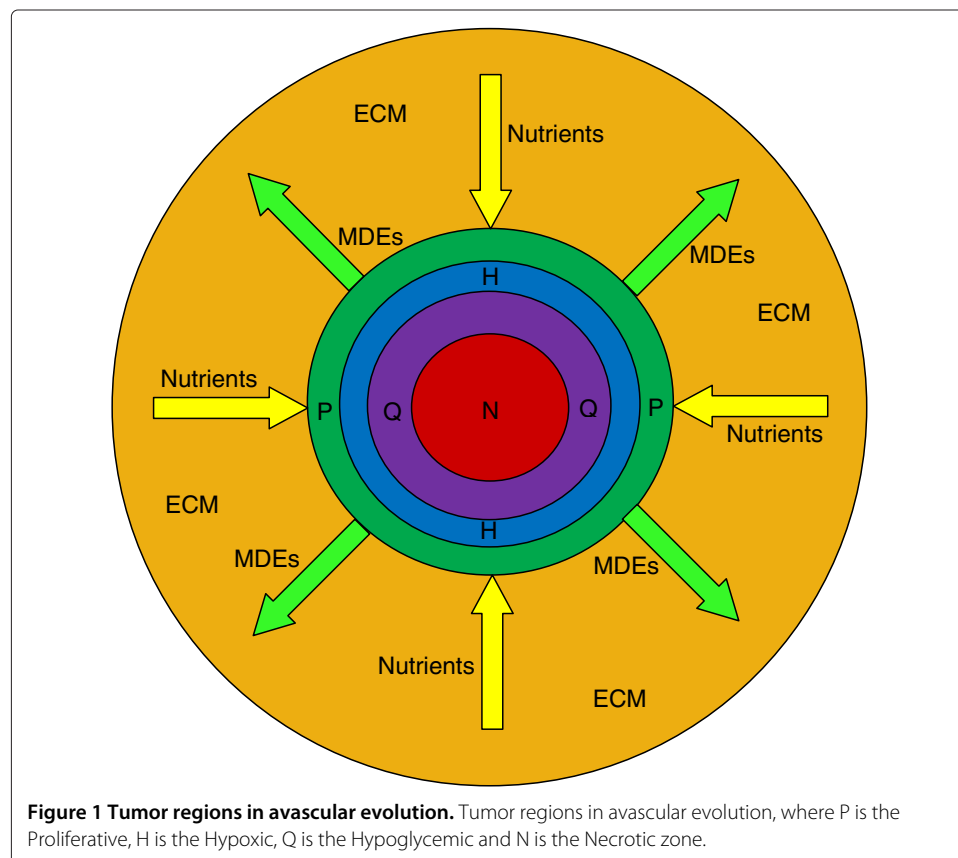 ECM
Nutrients
MDEs
MDEs
H
ECM
Nutrients
P
Q
N
Q
P
Nutrients
ECM
H
MDEs
MDEs
Nutrients
ECM
Figure 1 Tumor regions in avascular evolution. Tumor regions in avascular evolution, where P is the
Proliferative, H is the Hypoxic, Q is the Hypoglycemic and N is the Necrotic zone.